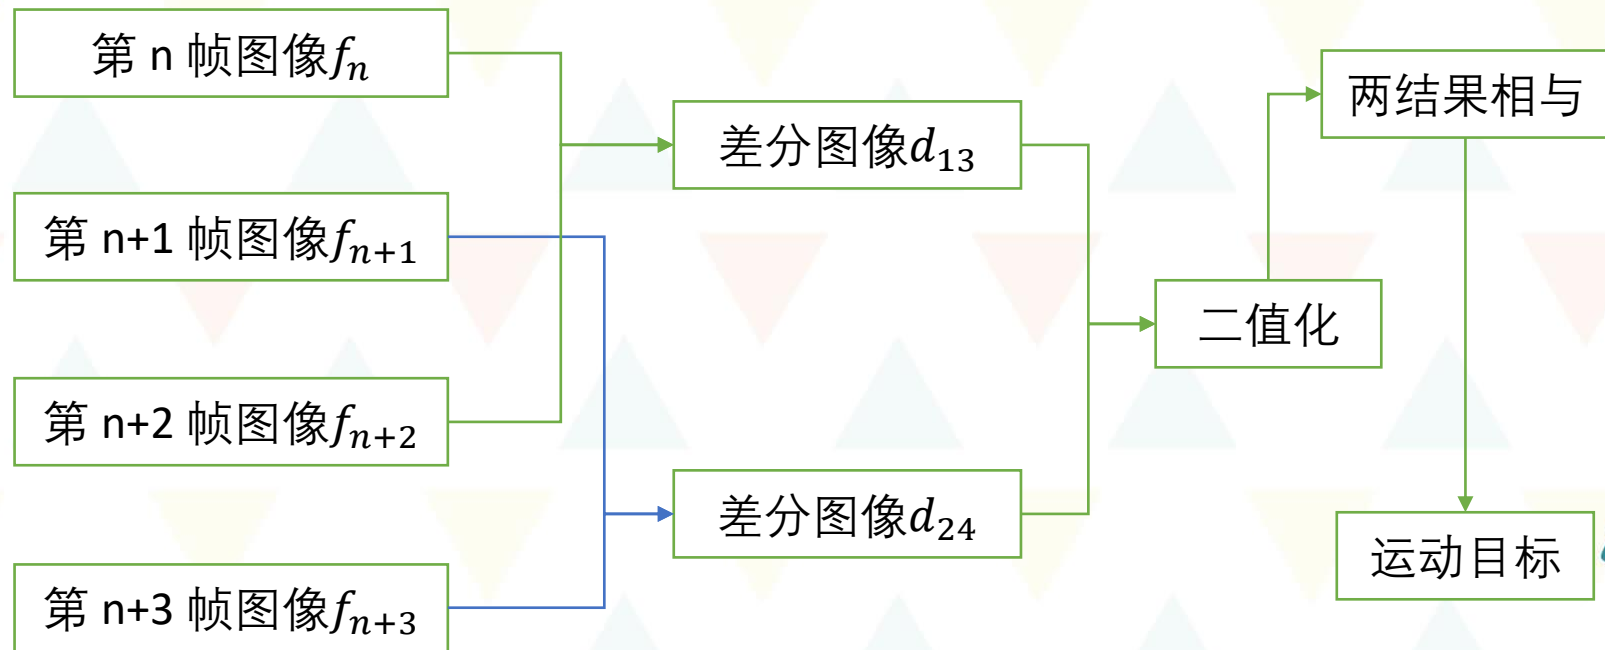 第 n 帧图像fₙ
第 n+1 帧图像fₙ₊₁
第 n+2 帧图像fₙ₊₂
第 n+3 帧图像fₙ₊₃
差分图像d₁₃
差分图像d₂₄
二值化
两结果相与
运动目标